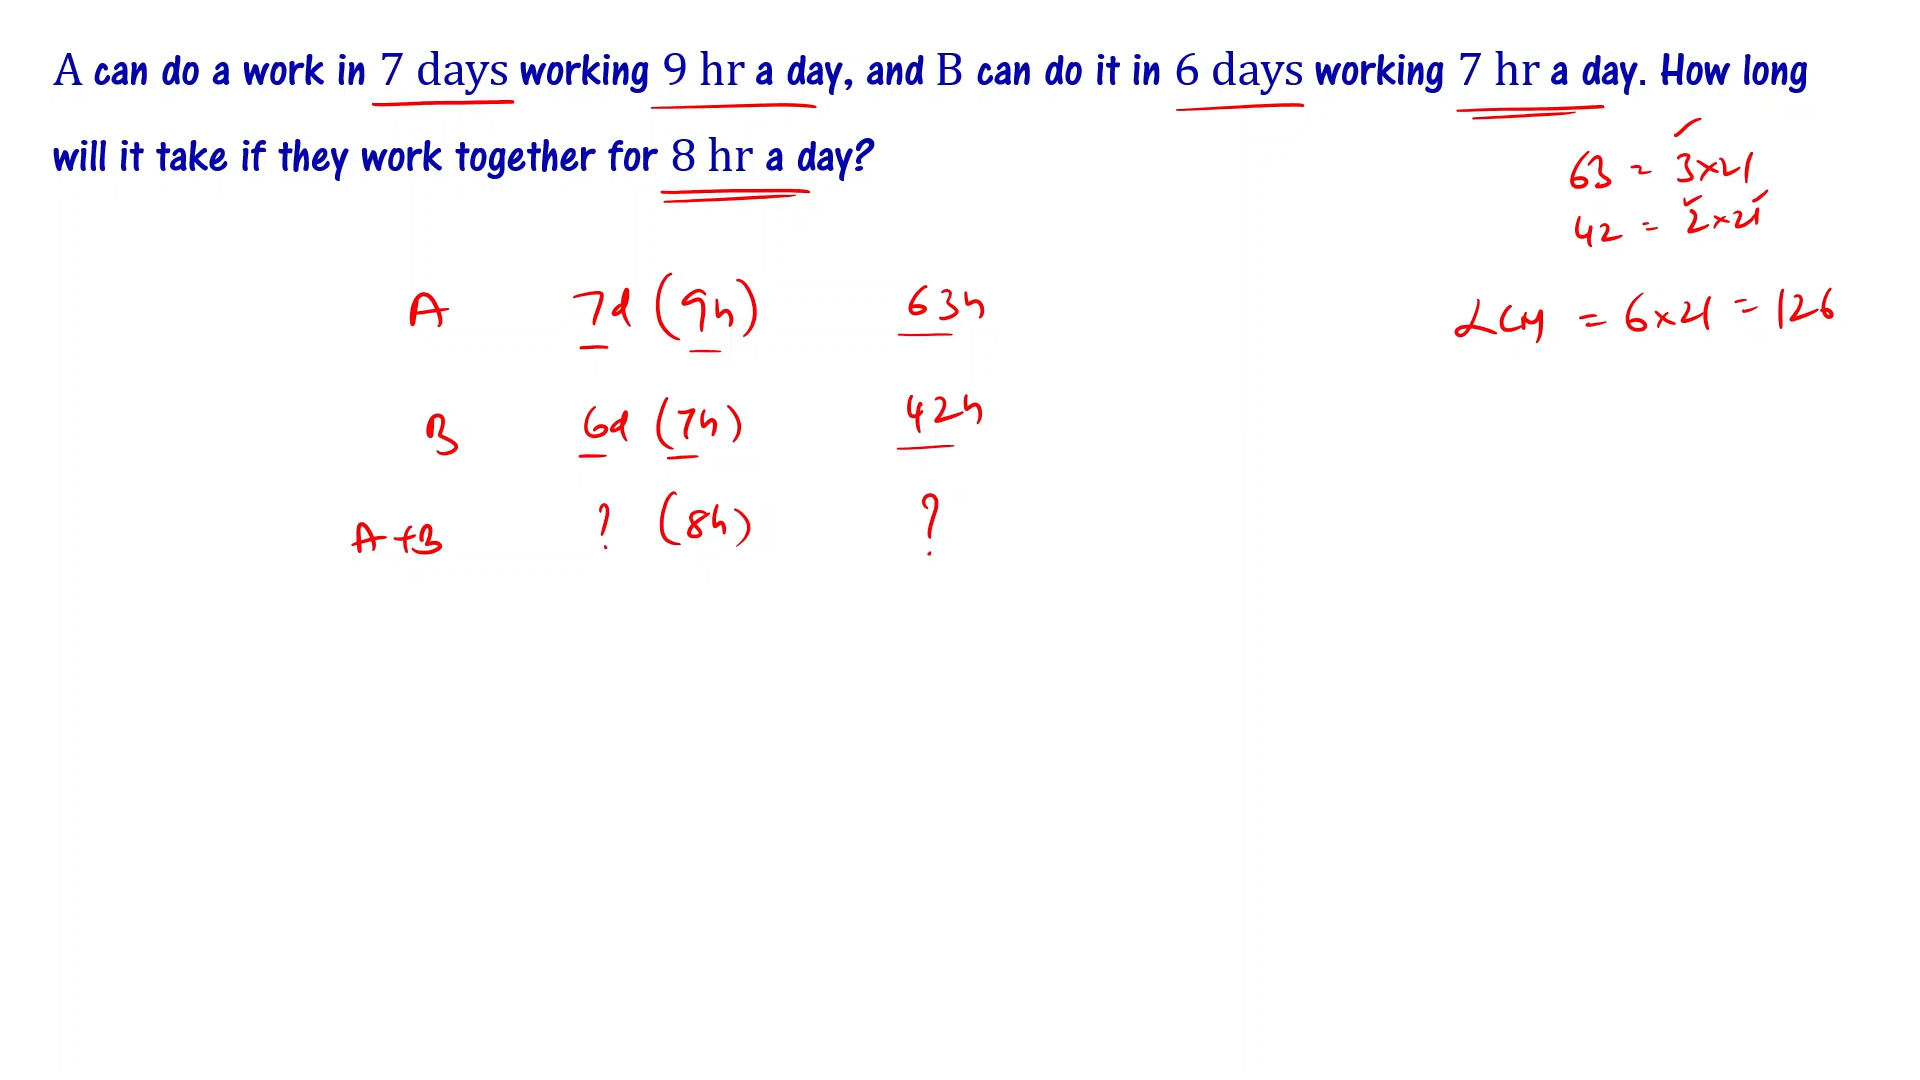 A can do a work in 7 days working 9 hr a day, and B can do it in 6 days working 7 hr a day. How long
will it take if they work together for 8 hr a day?
63 = 3×21
42 = 2×21
A 7d (9h) 63h
LCM = 6×21 = 126
B 6d (7h) 42h
A+B ? (8h) ?